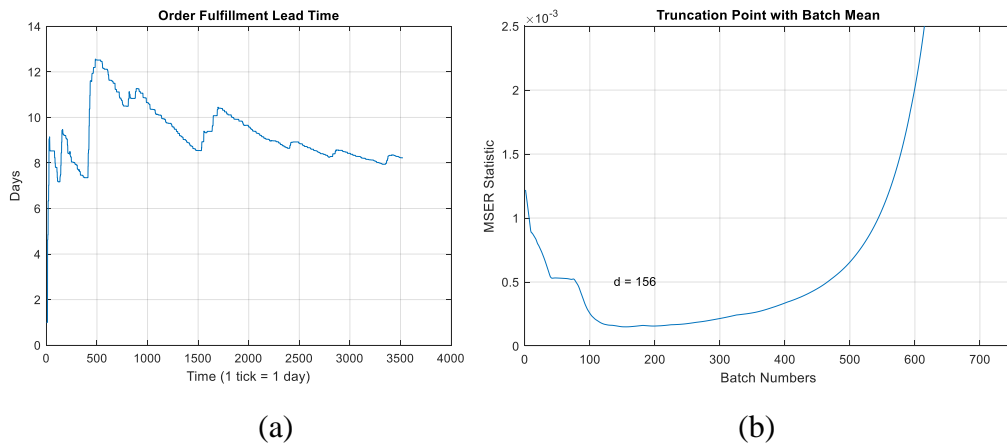 Order Fulfillment Lead Time
14
12
10
8
6
4
2
0
Days
0 500 1000 1500 2000 2500 3000 3500 4000
Time (1 tick = 1 day)
(a)
Truncation Point with Batch Mean
×10⁻³
2.5
2
1.5
1
0.5
0
MSER Statistic
d = 156
0 100 200 300 400 500 600 700
Batch Numbers
(b)